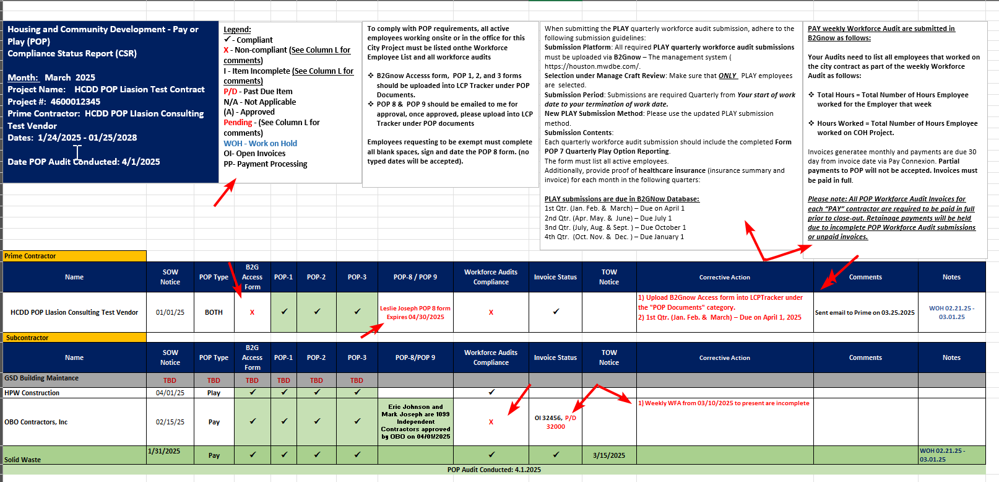 Housing and Community Development - Pay or
Play (POP)
Compliance Status Report (CSR)
Month:   March  2025
Project Name:    HCDD POP Liasion Test Contract
Project #:  4600012345
Prime Contractor:  HCDD POP LIasion Consulting
Test Vendor
Dates:  1/24/2025 - 01/25/2028
Date POP Audit Conducted: 4/1/2025
Legend:
✓ - Compliant
X - Non-compliant (See Column L for
comments)
I - Item Incomplete (See Column L for
comments)
P/D - Past Due Item
N/A - Not Applicable
(A) - Approved
Pending - (See Column L for
comments)
WOH - Work on Hold
OI- Open Invoices
PP- Payment Processing
To comply with POP requirements, all active
employees working onsite or in the office for this
City Project must be listed onthe Workforce
Employee List and all workforce audits
❖ B2Gnow Accesss form,  POP 1, 2, and 3 forms
should be uploaded into LCP Tracker under POP
Documents.
❖ POP 8 &  POP 9 should be emailed to me for
approval, once approved, please upload into LCP
Tracker under POP documents
Employees requesting to be exempt must complete
all blank spaces, sign and date the POP 8 form. (no
typed dates will be accepted).
When submitting the PLAY quarterly workforce audit submission, adhere to the
following submission guidelines:
Submission Platform: All required PLAY quarterly workforce audit submissions
must be uploaded via B2Gnow – The management system (
https://houston.mwdbe.com/.
Selection under Manage Craft Review: Make sure that ONLY  PLAY employees
are  selected.
Submission Period: Submissions are required Quarterly from Your start of work
date to your termination of work date.
New PLAY Submission Method: Please use the updated PLAY submission
method.
Submission Contents:
Each quarterly workforce audit submission should include the completed Form
POP 7 Quarterly Play Option Reporting.
The form must list all active employees.
Additionally, provide proof of healthcare insurance (insurance summary and
invoice) for each month in the following quarters:
PLAY submissions are due in B2GNow Database:
1st Qtr. (Jan. Feb. &  March) – Due on April 1
2nd Qtr. (Apr. May. &  June) – Due July 1
3nd Qtr. (July, Aug. & Sept. ) – Due October 1
4th Qtr.  (Oct. Nov. &  Dec. ) – Due January 1
PAY weekly Workforce Audit are submitted in
B2Gnow as follows:
Your Audits need to list all employees that worked on
the city contract as part of the weekly Workforce
Audit as follows:
❖ Total Hours = Total Number of Hours Employee
worked for the Employer that week
❖ Hours Worked = Total Number of Hours Employee
worked on COH Project.
Invoices generatee monthly and payments are due 30
day from invoice date via Pay Connexion. Partial
payments to POP will not be accepted. Invoices must
be paid in full.
Please note: All POP Workforce Audit Invoices for
each “PAY” contractor are required to be paid in full
prior to close-out. Retainage payments will be held
due to incomplete POP Workforce Audit submissions
or unpaid invoices.
Prime Contractor
Name
SOW
Notice
POP Type
B2G
Access
Form
POP-1
POP-2
POP-3
POP-8 / POP 9
Workforce Audits
Compliance
Invoice Status
TOW
Notice
Corrective Action
Comments
Notes
HCDD POP LIasion Consulting Test Vendor
01/01/25
BOTH
X
✓
✓
✓
Leslie Joseph POP 8 form
Expires 04/30/2025
X
✓
1) Upload B2Gnow Access form into LCPTracker under
the "POP Documents" category.
2) 1st Qtr. (Jan. Feb. &  March) – Due on April 1, 2025
Sent email to Prime on 03.25.2025
WOH 02.21.25 -
03.01.25
Subcontractor
Name
SOW
Notice
POP Type
B2G
Access
Form
POP-1
POP-2
POP-3
POP-8/POP 9
Workforce Audits
Compliance
Invoice Status
TOW
Notice
Corrective Action
Comments
Notes
GSD Building Maintance
TBD
TBD
TBD
TBD
TBD
TBD
HPW Construction
04/01/25
Play
✓
✓
✓
✓
✓
OBO Contractors, Inc
02/15/25
Pay
✓
✓
✓
✓
Eric Johnson and
Mark Joseph are 1099
Independent
Contractors approved
by OBO on 04/01/2025
X
OI 32456, P/D
32000
1) Weekly WFA from 03/10/2025 to present are incomplete
Solid Waste
1/31/2025
Pay
✓
✓
✓
✓
✓
✓
3/15/2025
WOH 02.21.25 -
03.01.25
POP Audit Conducted: 4.1.2025